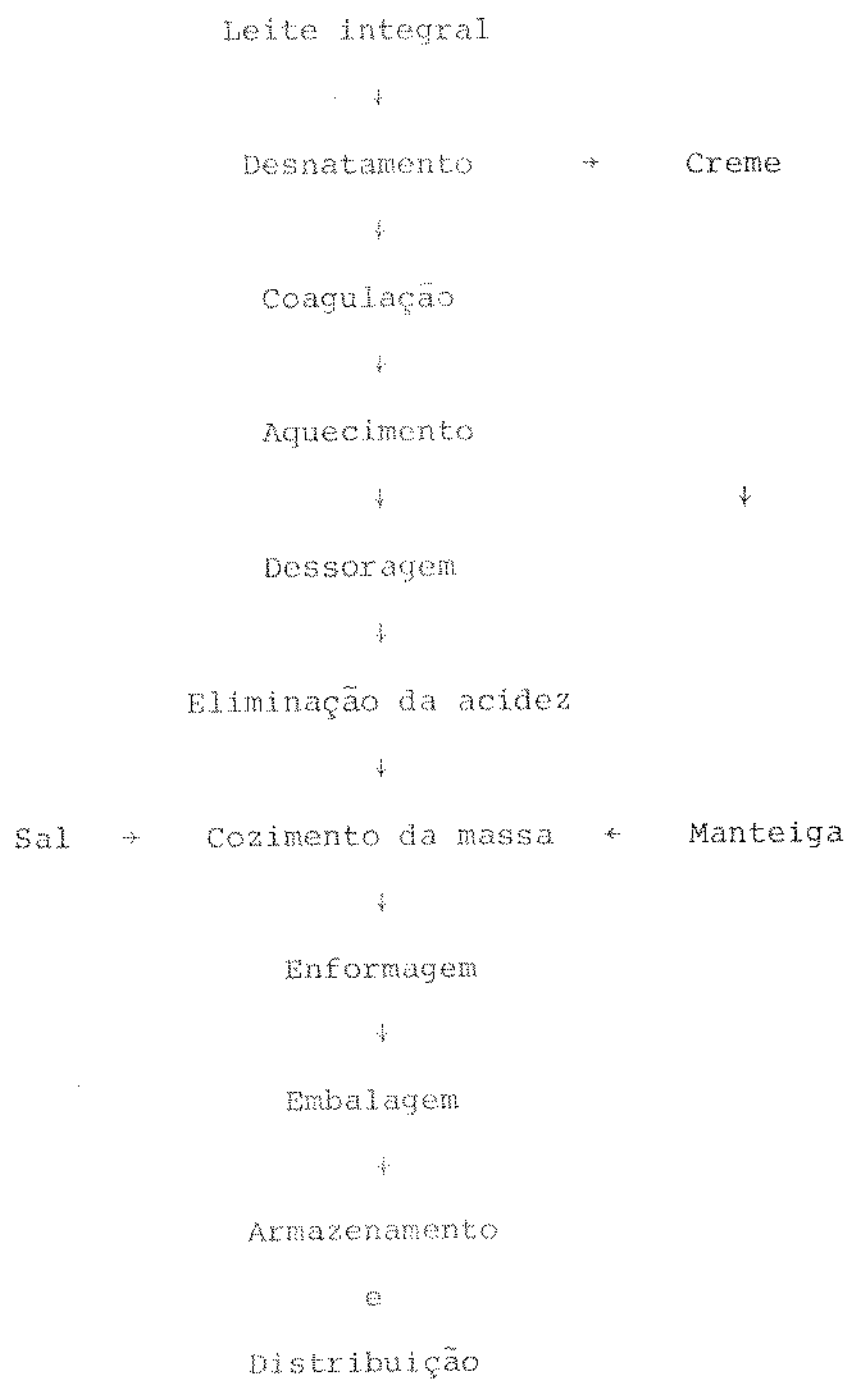 Leite integral
↓
Desnatamento → Creme
↓
Coagulação
↓
Aquecimento
↓ ↓
Dessoragem
↓
Eliminação da acidez
↓
Sal → Cozimento da massa ← Manteiga
↓
Enformagem
↓
Embalagem
↓
Armazenamento
e
Distribuição